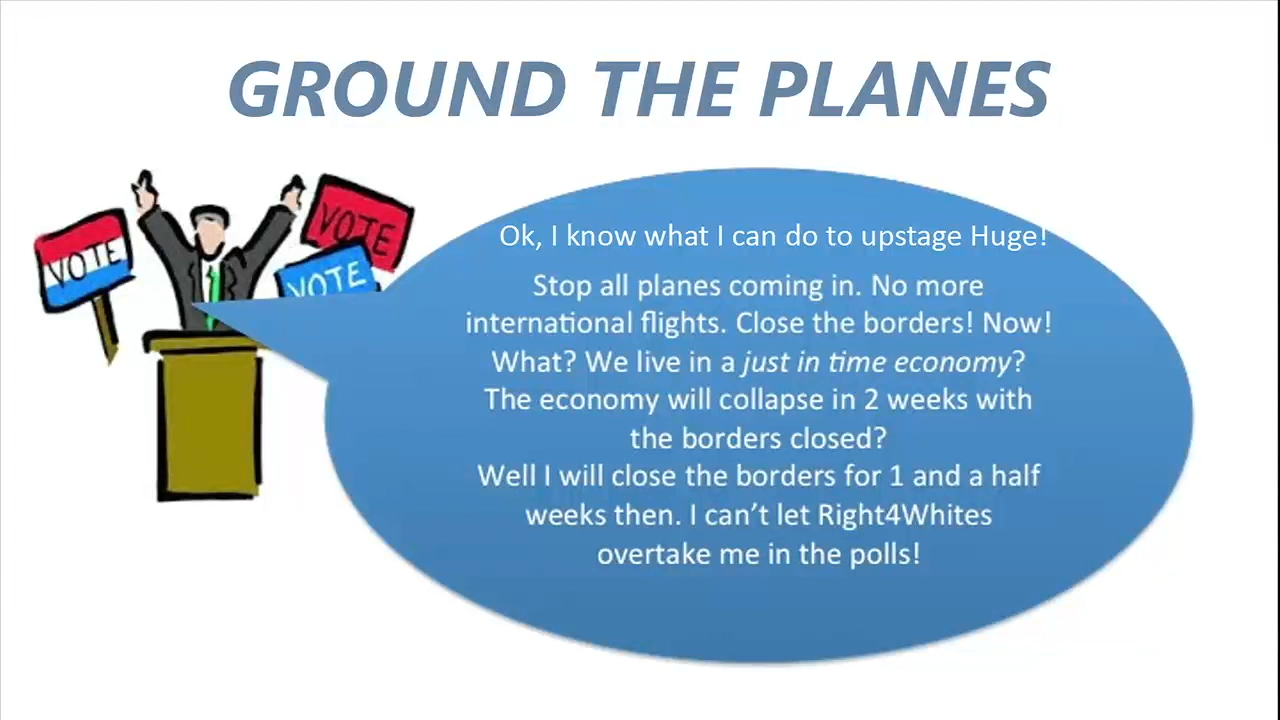 GROUND THE PLANES
VOTE
VOTE
VOTE
Ok, I know what I can do to upstage Huge!
Stop all planes coming in. No more
international flights. Close the borders! Now!
What? We live in a just in time economy?
The economy will collapse in 2 weeks with
the borders closed?
Well I will close the borders for 1 and a half
weeks then. I can’t let Right4Whites
overtake me in the polls!